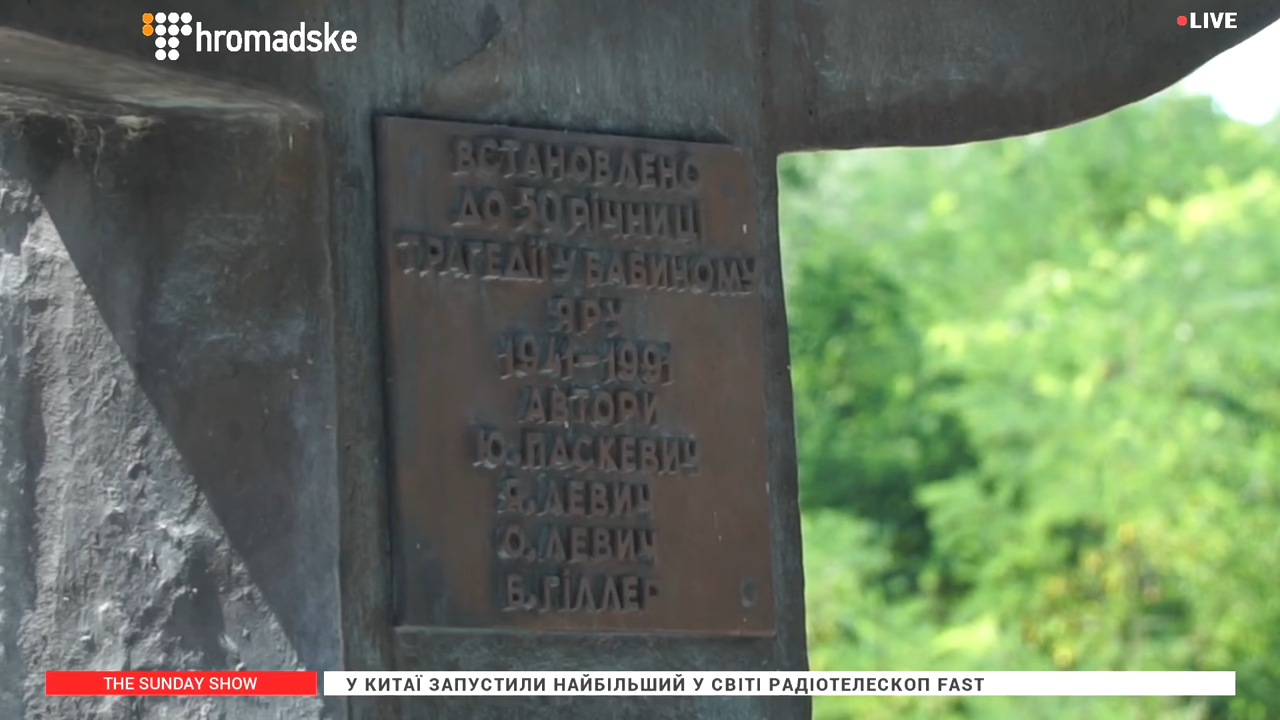 hromadske
LIVE
ВСТАНОВЛЕНО
ДО 50 РІЧНИЦІ
ТРАГЕДІЇ У БАБИНОМУ
ЯРУ
1941-1991
АВТОРИ
Ю. ПАСКЕВИЧ
Я. ЛЕВИЧ
О. ЛЕВИЧ
Б. ГІЛЛЕР
THE SUNDAY SHOW
У КИТАЇ ЗАПУСТИЛИ НАЙБІЛЬШИЙ У СВІТІ РАДІОТЕЛЕСКОП FAST